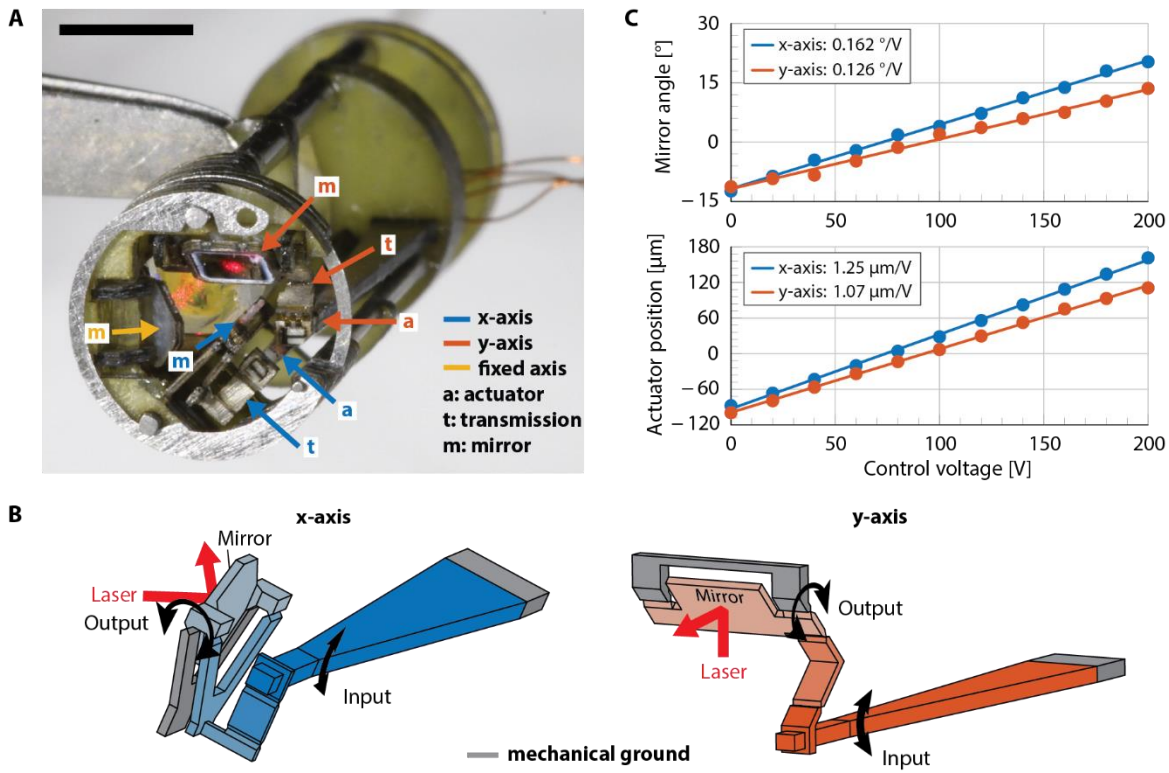 A
m
t
a
m
m
a
t
x-axis
y-axis
fixed axis
a: actuator
t: transmission
m: mirror
C
Mirror angle [°]
30
15
0
−15
x-axis: 0.162 °/V
y-axis: 0.126 °/V
0
50
100
150
200
Actuator position [µm]
180
120
60
0
−60
−120
x-axis: 1.25 µm/V
y-axis: 1.07 µm/V
0
50
100
150
200
Control voltage [V]
B
x-axis
Mirror
Laser
Output
Input
y-axis
Mirror
Output
Laser
Input
mechanical ground